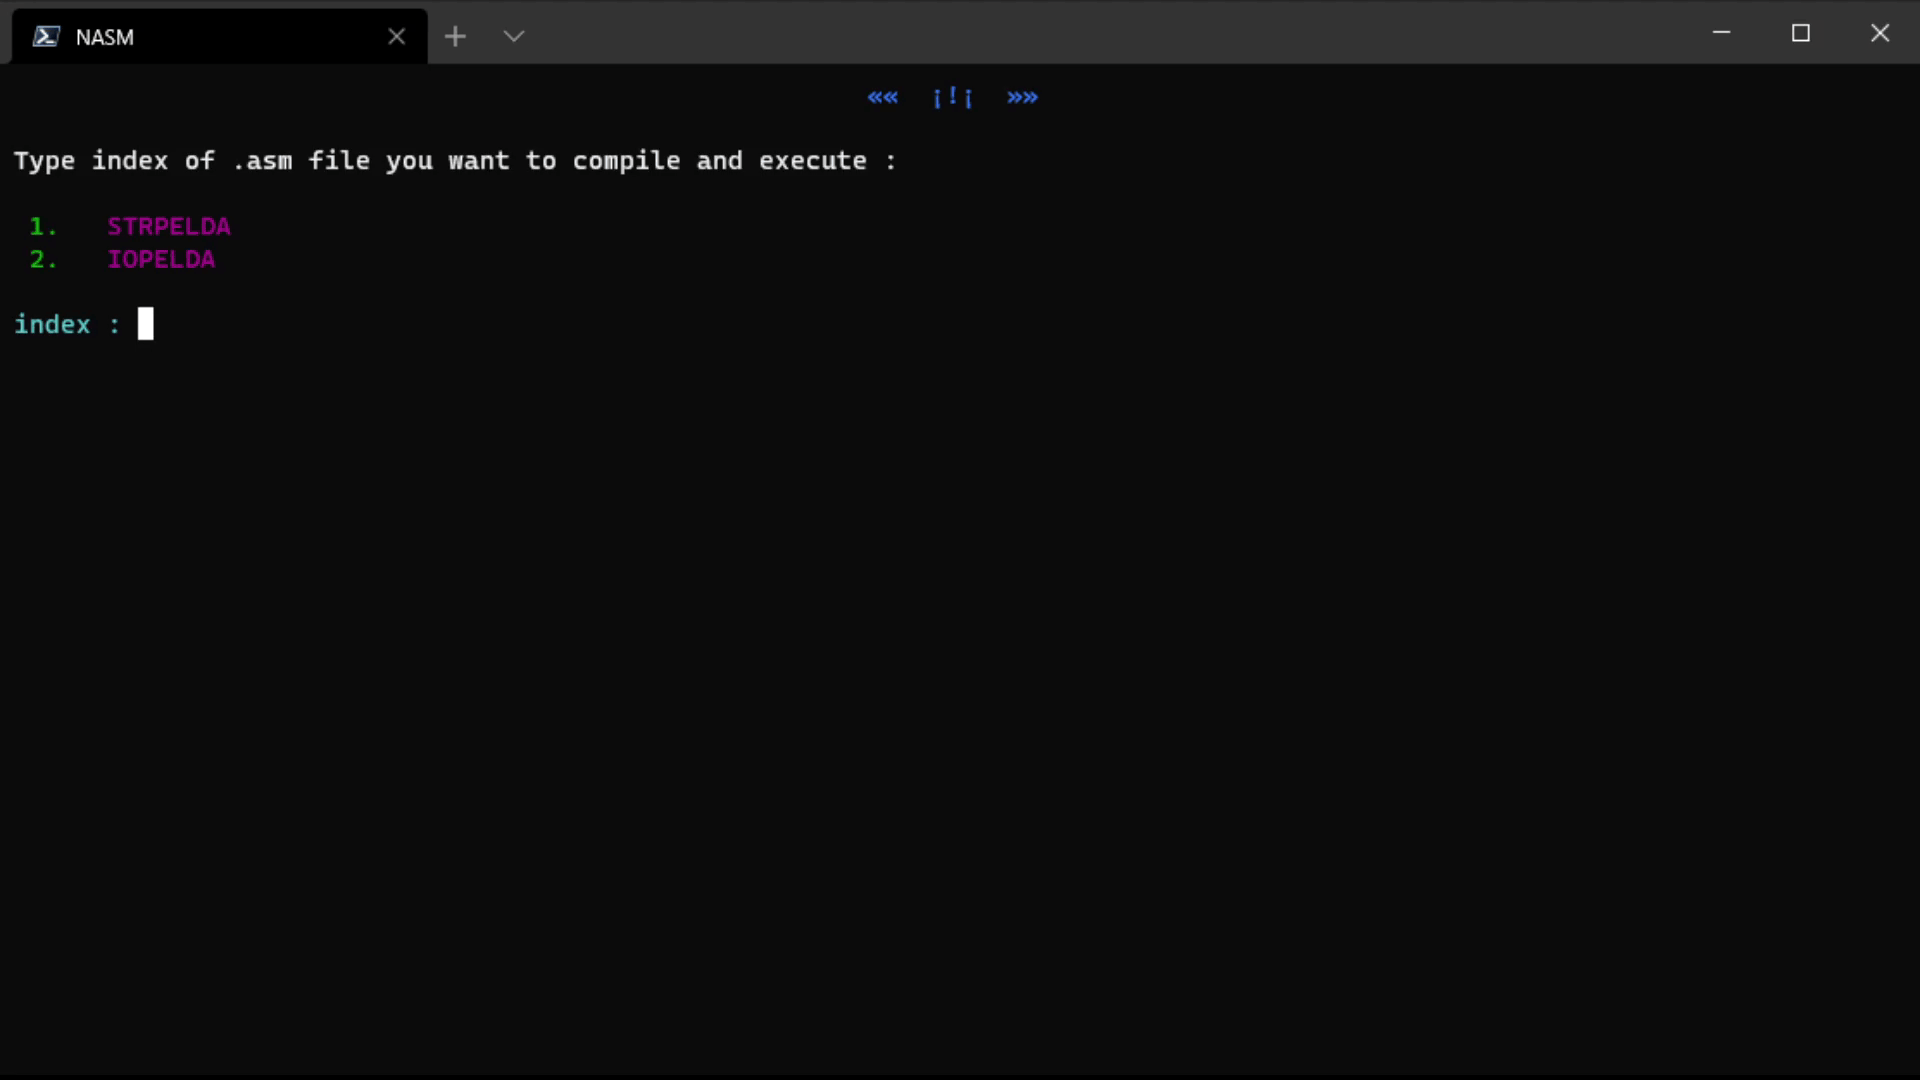 NASM
«« ¡!¡ »»
Type index of .asm file you want to compile and execute :
1. STRPELDA
2. IOPELDA
index :